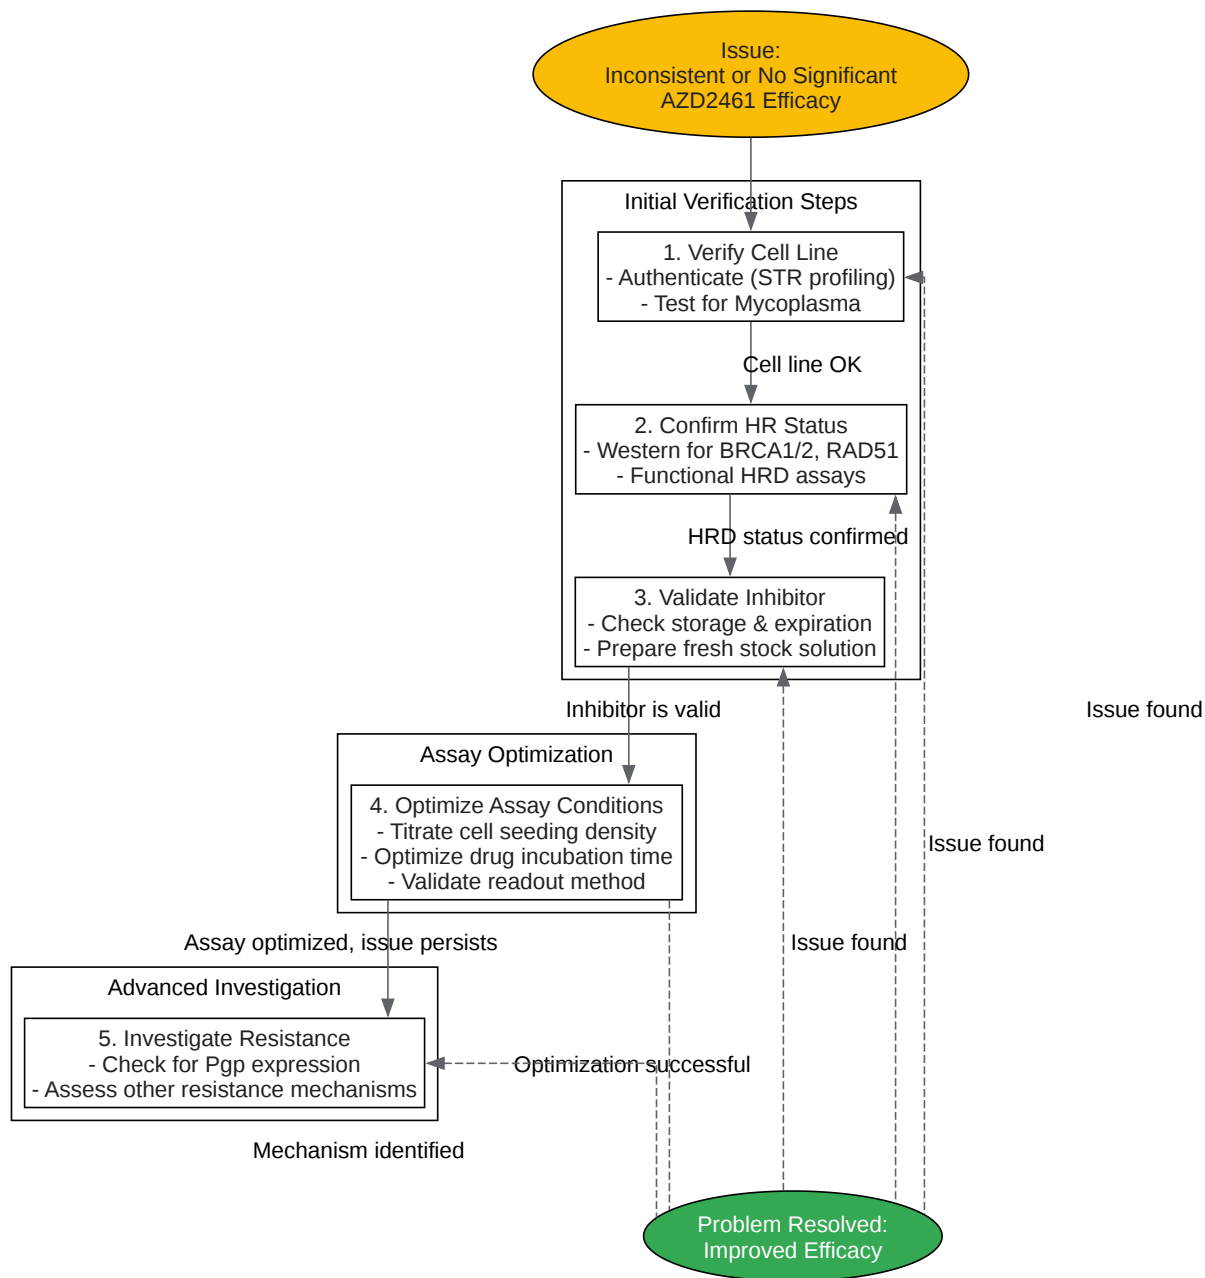 Issue:
Inconsistent or No Significant
AZD2461 Efficacy
Initial Verification Steps
1. Verify Cell Line
- Authenticate (STR profiling)
- Test for Mycoplasma
Cell line OK
2. Confirm HR Status
- Western for BRCA1/2, RAD51
- Functional HRD assays
HRD status confirmed
3. Validate Inhibitor
- Check storage & expiration
- Prepare fresh stock solution
Inhibitor is valid
Issue found
Assay Optimization
4. Optimize Assay Conditions
- Titrate cell seeding density
- Optimize drug incubation time
- Validate readout method
Issue found
Assay optimized, issue persists
Issue found
Advanced Investigation
5. Investigate Resistance
- Check for Pgp expression
- Assess other resistance mechanisms
Optimization successful
Mechanism identified
Problem Resolved:
Improved Efficacy